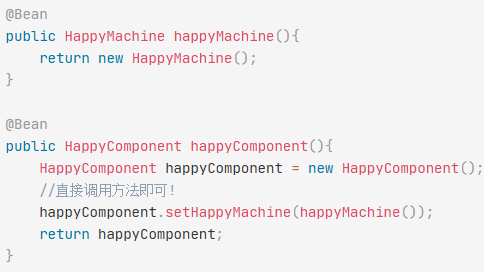 @Bean
public HappyMachine happyMachine(){
    return new HappyMachine();
}

@Bean
public HappyComponent happyComponent(){
    HappyComponent happyComponent = new HappyComponent();
    //直接调用方法即可!
    happyComponent.setHappyMachine(happyMachine());
    return happyComponent;
}